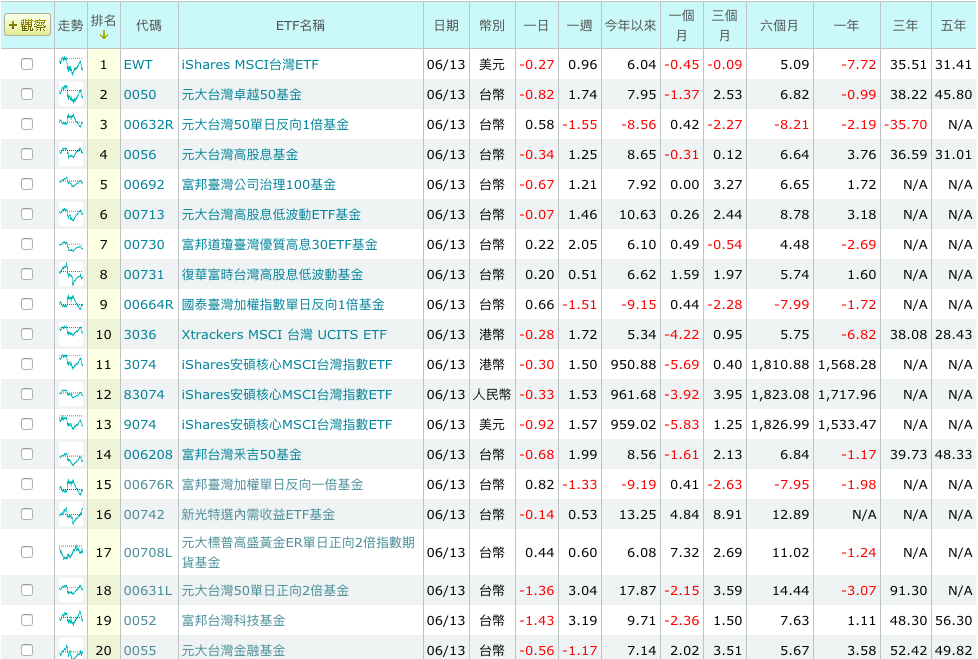 +觀察 走勢 排名 代碼 ETF名稱 日期 幣別 一日 一週 今年以來 一個月 三個月 六個月 一年 三年 五年
1 EWT iShares MSCI台灣ETF 06/13 美元 -0.27 0.96 6.04 -0.45 -0.09 5.09 -7.72 35.51 31.41
2 0050 元大台灣卓越50基金 06/13 台幣 -0.82 1.74 7.95 -1.37 2.53 6.82 -0.99 38.22 45.80
3 00632R 元大台灣50單日反向1倍基金 06/13 台幣 0.58 -1.55 -8.56 0.42 -2.27 -8.21 -2.19 -35.70 N/A
4 0056 元大台灣高股息基金 06/13 台幣 -0.34 1.25 8.65 -0.31 0.12 6.64 3.76 36.59 31.01
5 00692 富邦臺灣公司治理100基金 06/13 台幣 -0.67 1.21 7.92 0.00 3.27 6.65 1.72 N/A N/A
6 00713 元大台灣高股息低波動ETF基金 06/13 台幣 -0.07 1.46 10.63 0.26 2.44 8.78 3.18 N/A N/A
7 00730 富邦道瓊臺灣優質高息30ETF基金 06/13 台幣 0.22 2.05 6.10 0.49 -0.54 4.48 -2.69 N/A N/A
8 00731 復華富時台灣高股息低波動基金 06/13 台幣 0.20 0.51 6.62 1.59 1.97 5.74 1.60 N/A N/A
9 00664R 國泰臺灣加權指數單日反向1倍基金 06/13 台幣 0.66 -1.51 -9.15 0.44 -2.28 -7.99 -1.72 N/A N/A
10 3036 Xtrackers MSCI 台灣 UCITS ETF 06/13 港幣 -0.28 1.72 5.34 -4.22 0.95 5.75 -6.82 38.08 28.43
11 3074 iShares安碩核心MSCI台灣指數ETF 06/13 港幣 -0.30 1.50 950.88 -5.69 0.40 1,810.88 1,568.28 N/A N/A
12 83074 iShares安碩核心MSCI台灣指數ETF 06/13 人民幣 -0.33 1.53 961.68 -3.92 3.95 1,823.08 1,717.96 N/A N/A
13 9074 iShares安碩核心MSCI台灣指數ETF 06/13 美元 -0.92 1.57 959.02 -5.83 1.25 1,826.99 1,533.47 N/A N/A
14 006208 富邦台灣釆吉50基金 06/13 台幣 -0.68 1.99 8.56 -1.61 2.13 6.84 -1.17 39.73 48.33
15 00676R 富邦臺灣加權單日反向一倍基金 06/13 台幣 0.82 -1.33 -9.19 0.41 -2.63 -7.95 -1.98 N/A N/A
16 00742 新光特選內需收益ETF基金 06/13 台幣 -0.14 0.53 13.25 4.84 8.91 12.89 N/A N/A N/A
17 00708L 元大標普高盛黃金ER單日正向2倍指數期貨基金 06/13 台幣 0.44 0.60 6.08 7.32 2.69 11.02 -1.24 N/A N/A
18 00631L 元大台灣50單日正向2倍基金 06/13 台幣 -1.36 3.04 17.87 -2.15 3.59 14.44 -3.07 91.30 N/A
19 0052 富邦台灣科技基金 06/13 台幣 -1.43 3.19 9.71 -2.36 1.50 7.63 1.11 48.30 56.30
20 0055 元大台灣金融基金 06/13 台幣 -0.56 -1.17 7.14 2.02 3.51 5.67 3.58 52.42 49.82